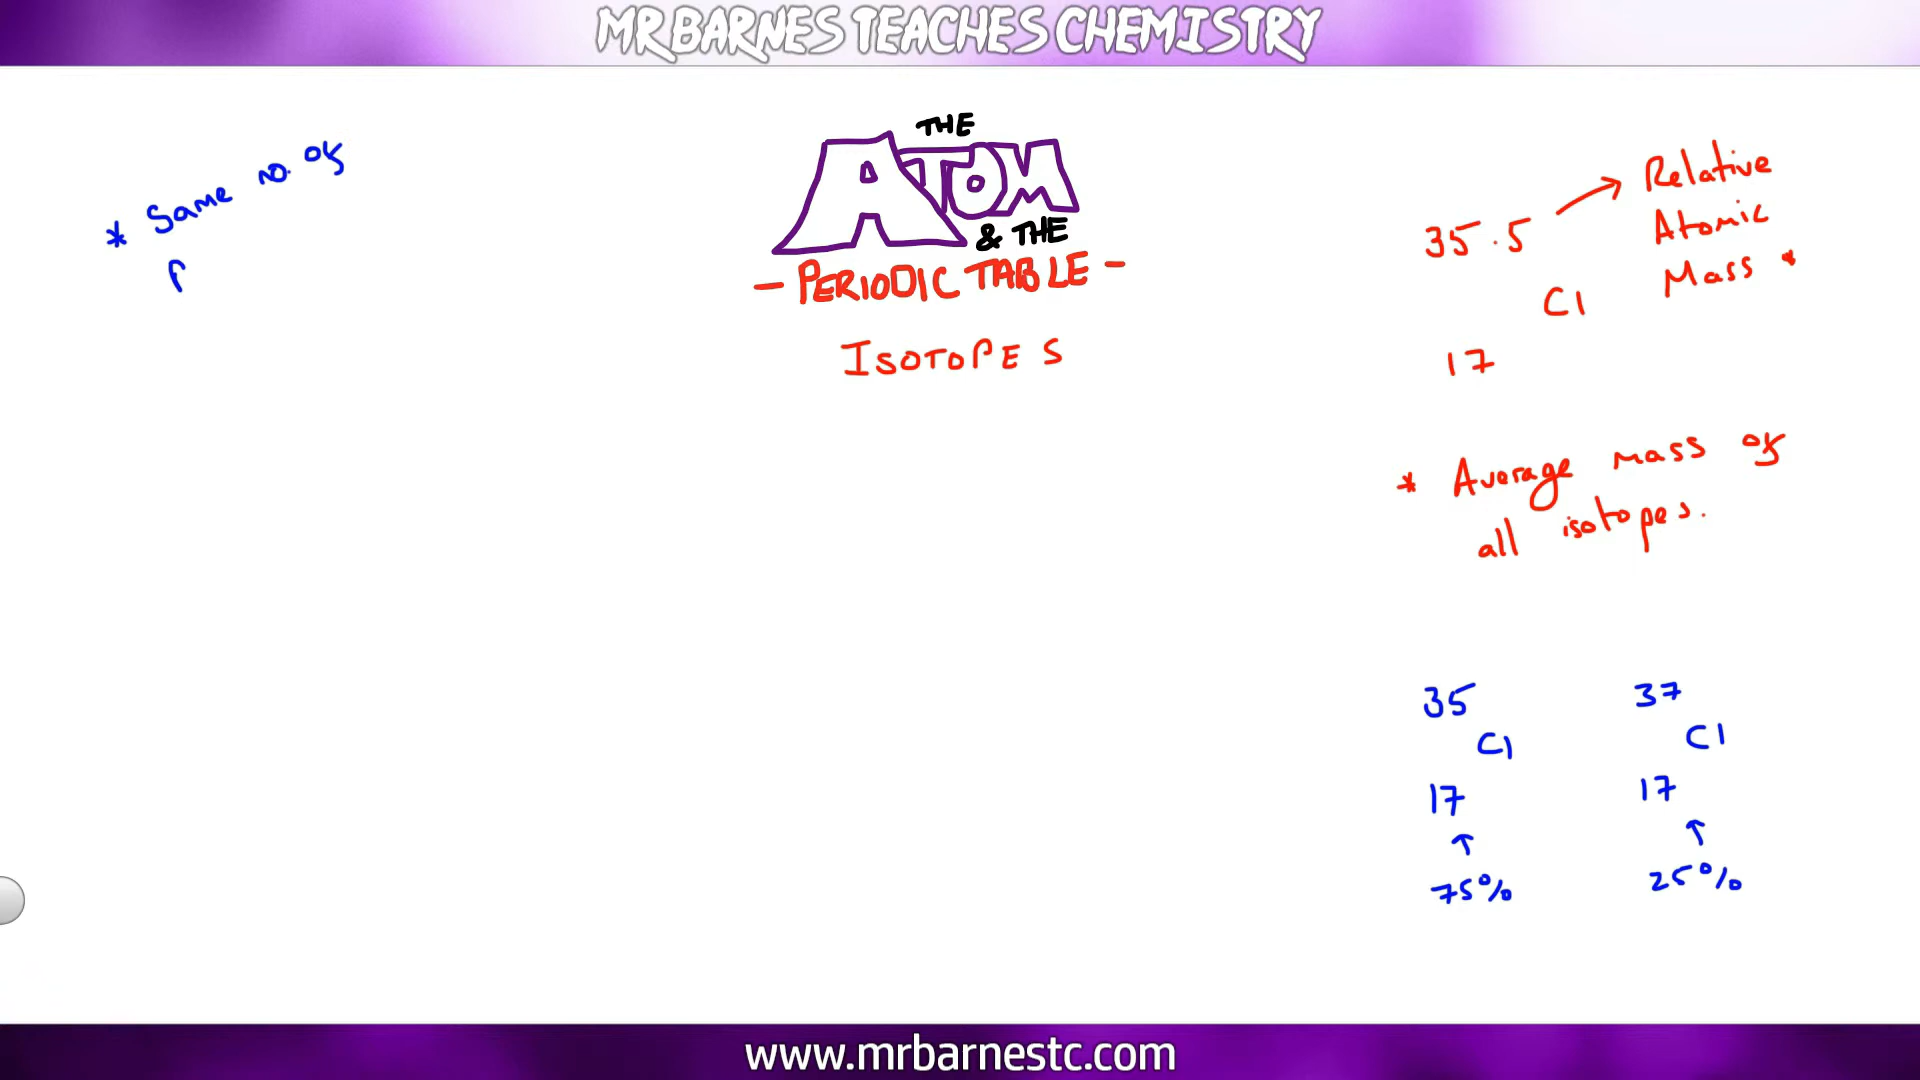 MR BARNES TEACHES CHEMISTRY
* Same no. of
p
THE
ATOM
& THE
- PERIODIC TABLE -
ISOTOPES
35.5 → Relative
Atomic
Mass *
Cl
17
* Average mass of
all isotopes.
35 37
Cl Cl
17 17
↑ ↑
75% 25%
www.mrbarnestc.com